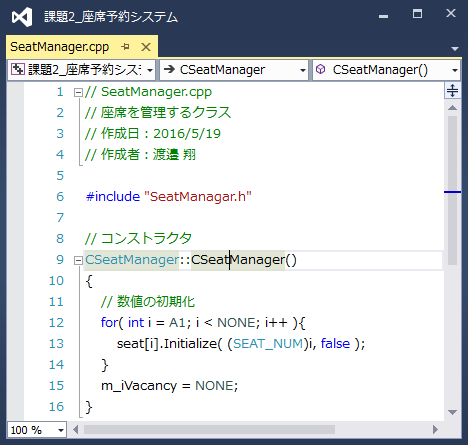 課題2_座席予約システム
SeatManager.cpp
課題2_座席予約シス
CSeatManager
CSeatManager()
1 // SeatManager.cpp
2 // 座席を管理するクラス
3 // 作成日：2016/5/19
4 // 作成者：渡邉 翔
5
6 #include "SeatManagar.h"
7
8 // コンストラクタ
9 CSeatManager::CSeatManager()
10 {
11 // 数値の初期化
12 for( int i = A1; i < NONE; i++ ){
13 seat[i].Initialize( (SEAT_NUM)i, false );
14 }
15 m_iVacancy = NONE;
16 }
100 %